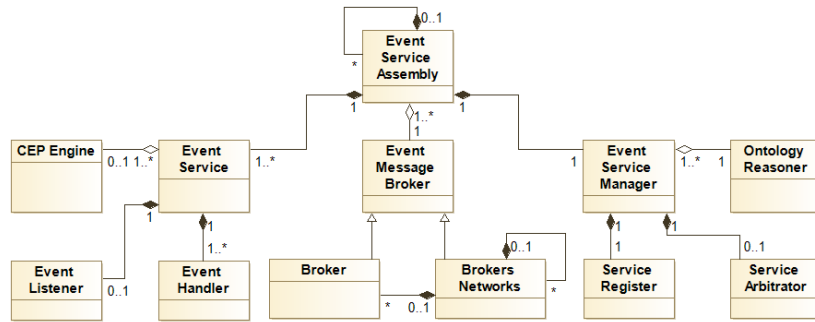 0..1
Event
Service
Assembly
*
1
1..*
1
1
CEP Engine
0..1
1..*
Event
Service
1..*
Event
Message
Broker
1
Event
Service
Manager
1..*
1
Ontology
Reasoner
1
1
1..*
0..1
1
1
1
0..1
Event
Listener
0..1
Event
Handler
Broker
*
0..1
Brokers
Networks
*
Service
Register
Service
Arbitrator